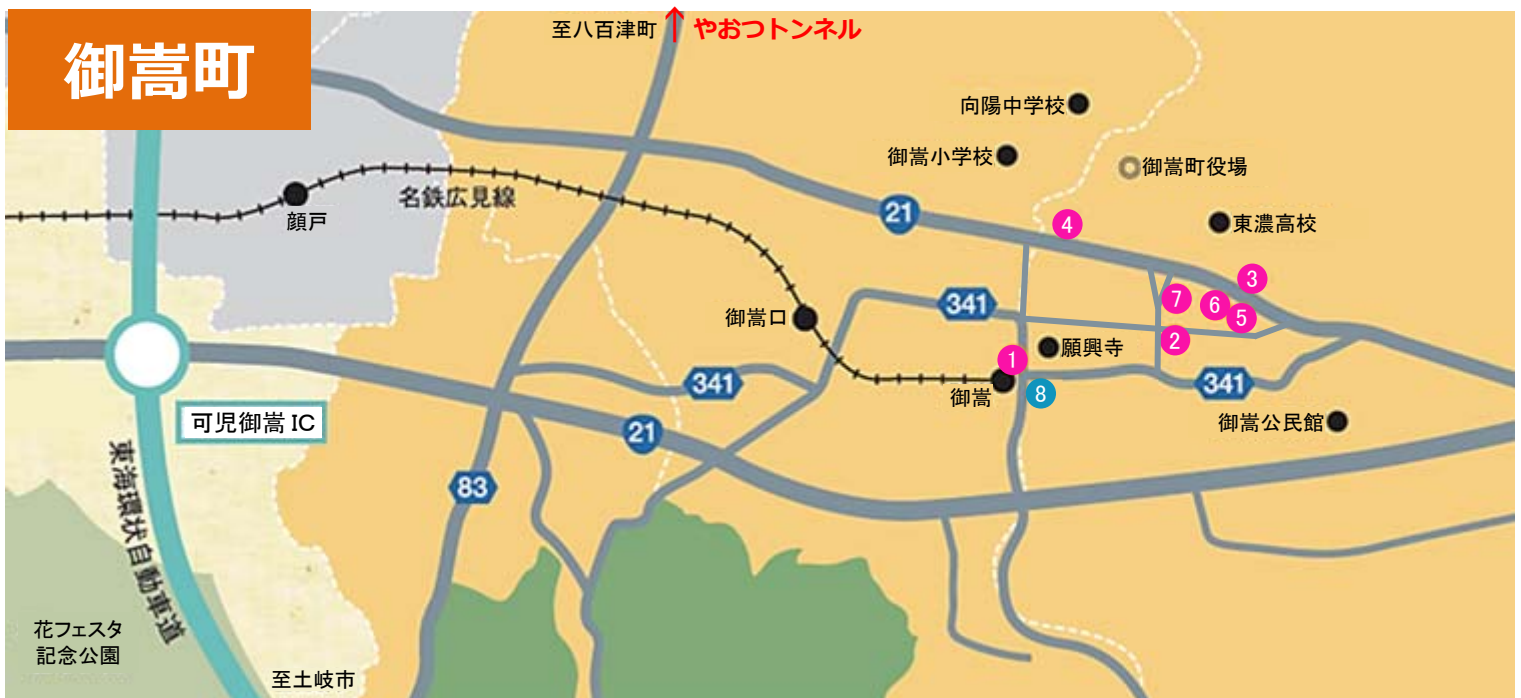 御嵩町
至八百津町
やおつトンネル
向陽中学校
御嵩小学校
御嵩町役場
名鉄広見線
顔戸
21
東濃高校
4
3
7
6
5
341
御嵩口
2
願興寺
1
341
341
御嵩
8
可児御嵩 IC
21
御嵩公民館
東海環状自動車道
83
花フェスタ
記念公園
至土岐市